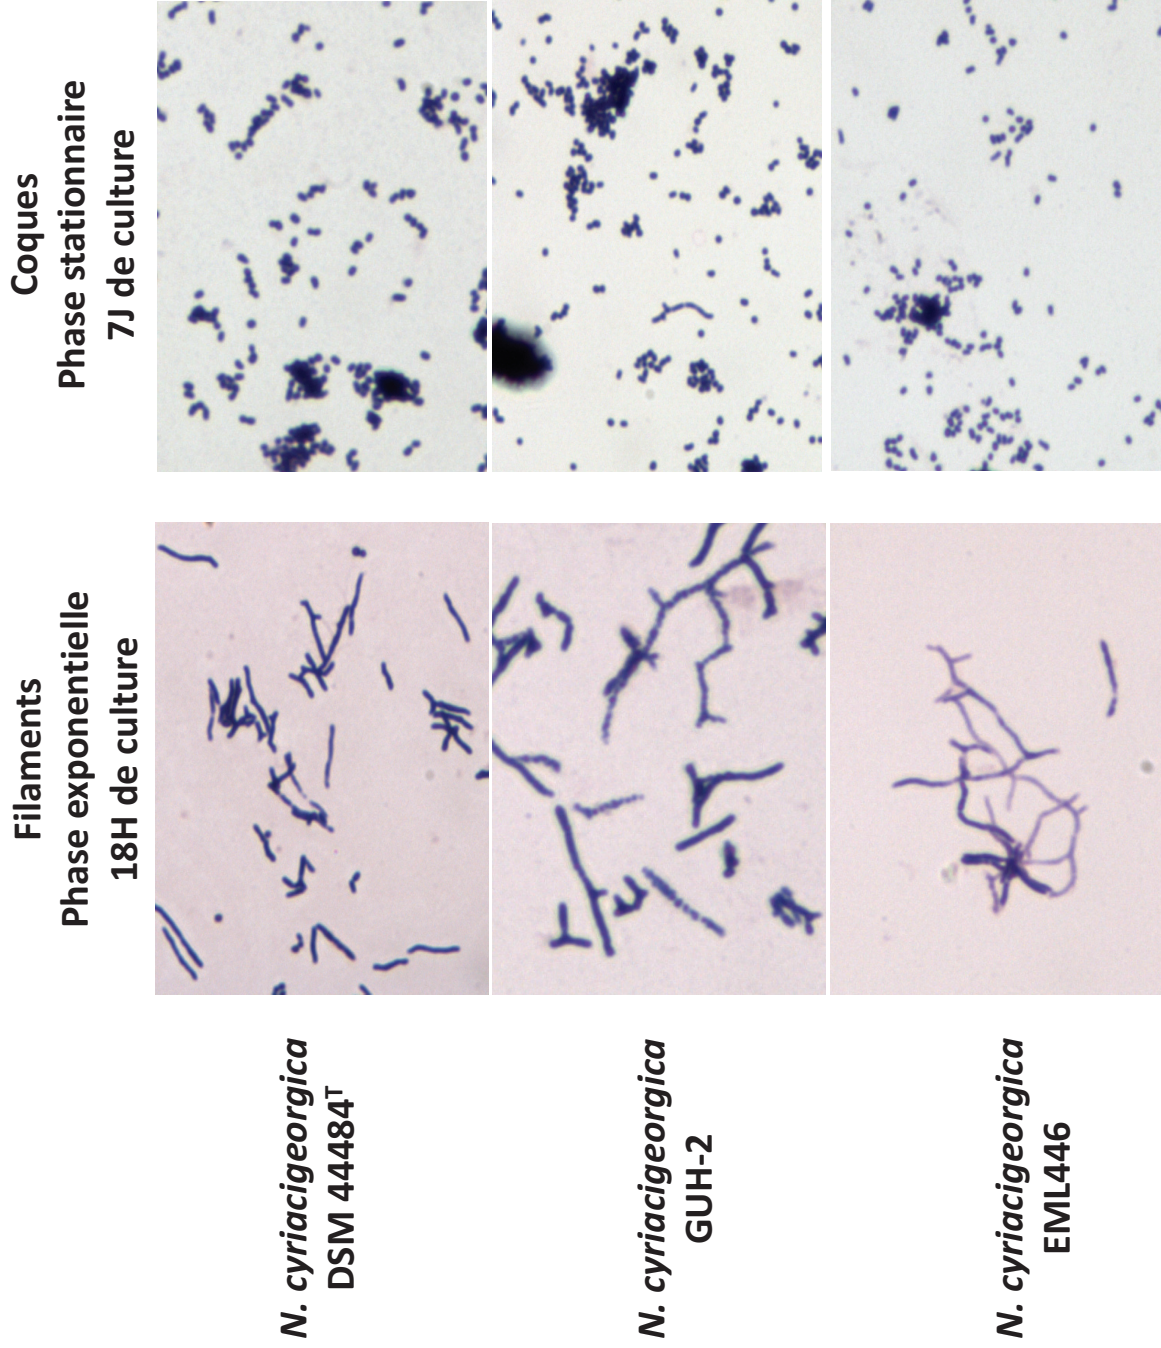 Filaments
Phase exponentielle
18H de culture
Coques
Phase stationnaire
7J de culture
N. cyriacigeorgica
DSM 44484ᵀ
N. cyriacigeorgica
GUH-2
N. cyriacigeorgica
EML446